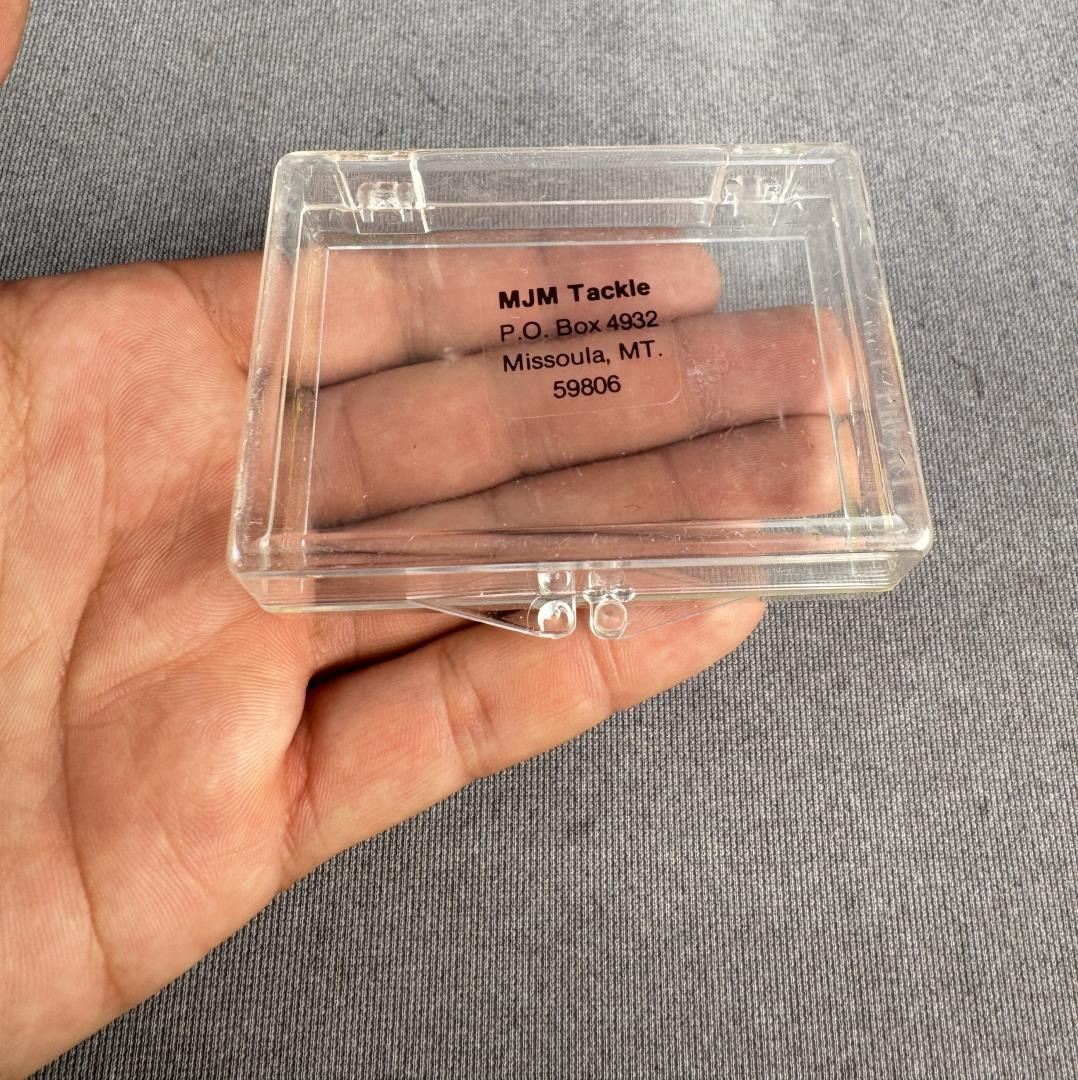 MJM Tackle
P.O. Box 4932
Missoula, MT.
59806